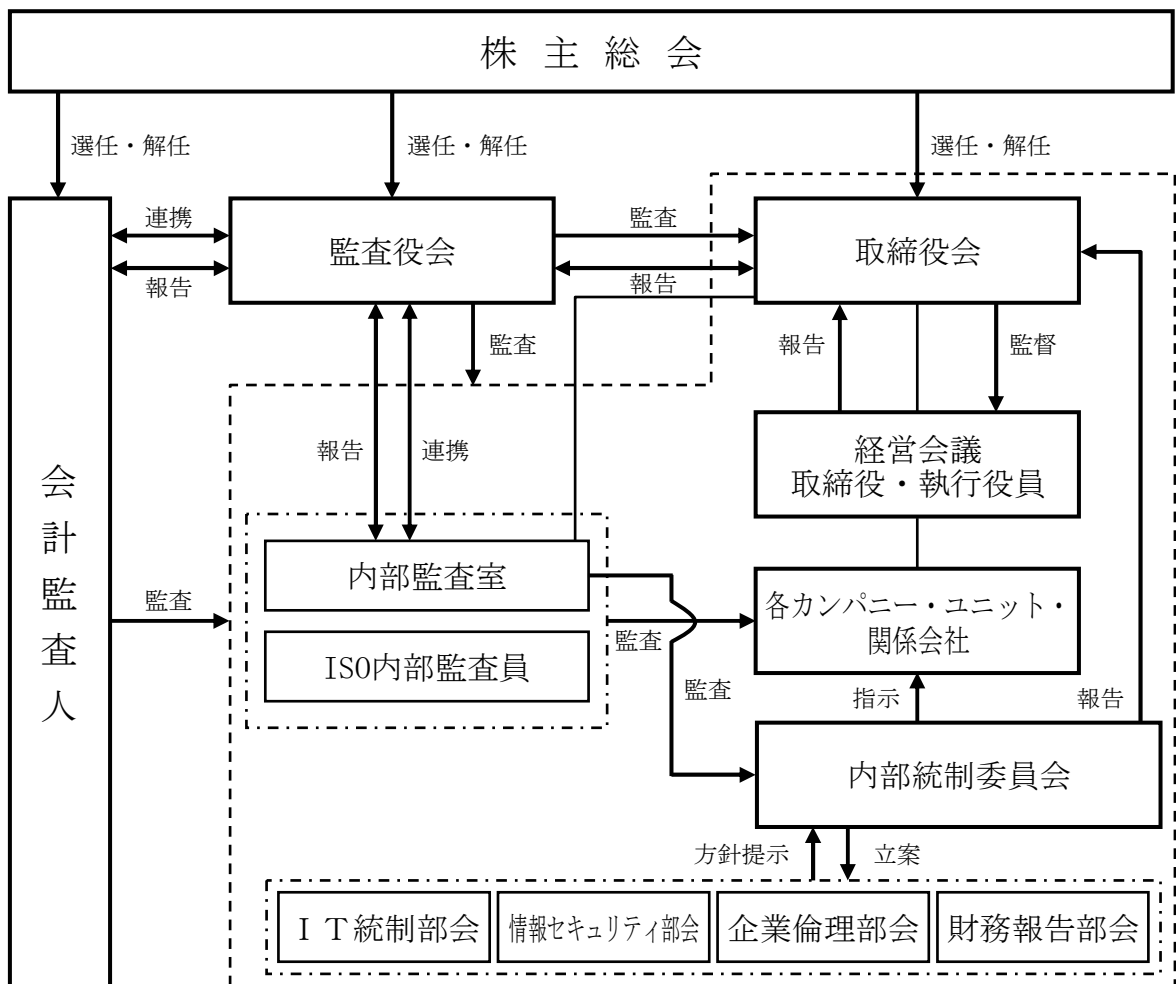 株主総会
選任・解任
選任・解任
選任・解任
連携
監査役会
監査
取締役会
報告
報告
監査
報告
監督
報告
連携
経営会議
取締役・執行役員
会計監査人
内部監査室
監査
各カンパニー・ユニット・
関係会社
監査
ISO内部監査員
監査
指示
報告
内部統制委員会
方針提示
立案
IT統制部会
情報セキュリティ部会
企業倫理部会
財務報告部会